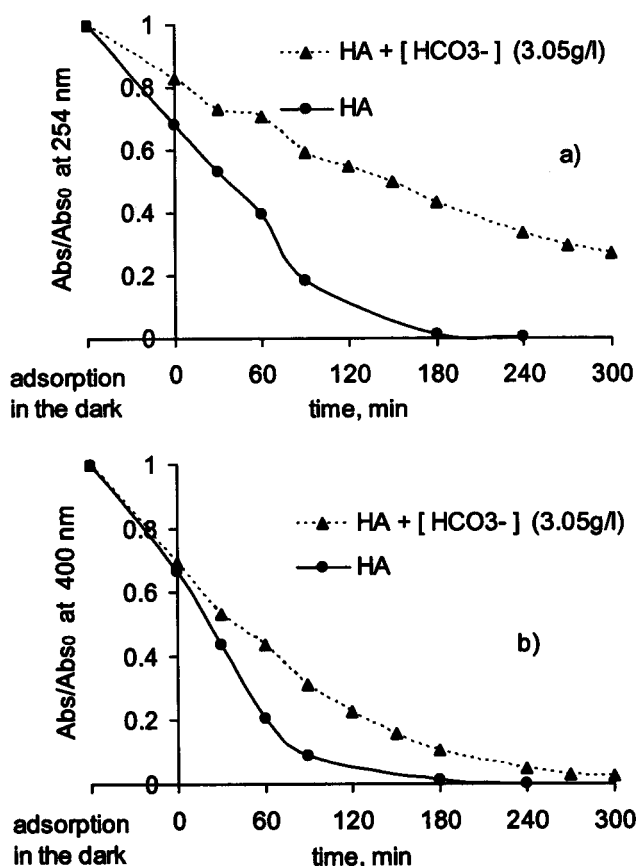 1
HA + [ HCO3- ] (3.05g/l)
0.8
HA
0.6
a)
0.4
0.2
0
Abs/Abs0 at 254 nm
adsorption
in the dark
0 60 120 180 240 300
time, min
1
HA + [ HCO3- ] (3.05g/l)
0.8
HA
0.6
b)
0.4
0.2
0
Abs/Abs0 at 400 nm
adsorption
in the dark
0 60 120 180 240 300
time, min